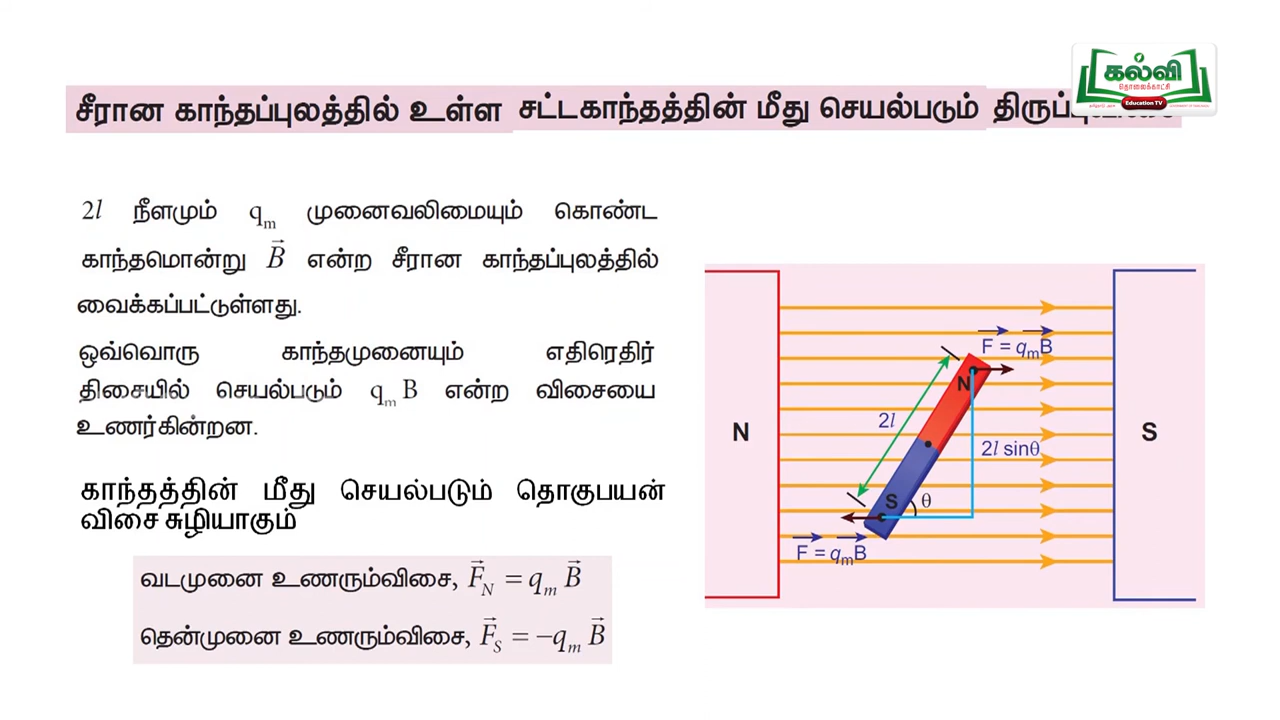 கல்வி
தொலைக்காட்சி
Education TV
சீரான காந்தப்புலத்தில் உள்ள சட்டகாந்தத்தின் மீது செயல்படும்
2l நீளமும் qₘ முனைவலிமையும் கொண்ட
காந்தமொன்று B⃗ என்ற சீரான காந்தப்புலத்தில்
வைக்கப்பட்டுள்ளது.
ஒவ்வொரு காந்தமுனையும் எதிரெதிர்
திசையில் செயல்படும் qₘ B என்ற விசையை
உணர்கின்றன.
காந்தத்தின் மீது செயல்படும் தொகுபயன்
விசை சுழியாகும்
வடமுனை உணரும்விசை, F⃗_N = qₘ B⃗
தென்முனை உணரும்விசை, F⃗_S = −qₘ B⃗
F⃗ = qₘB⃗
N
2l
N
2l sinθ
S
S
θ
F⃗ = qₘB⃗